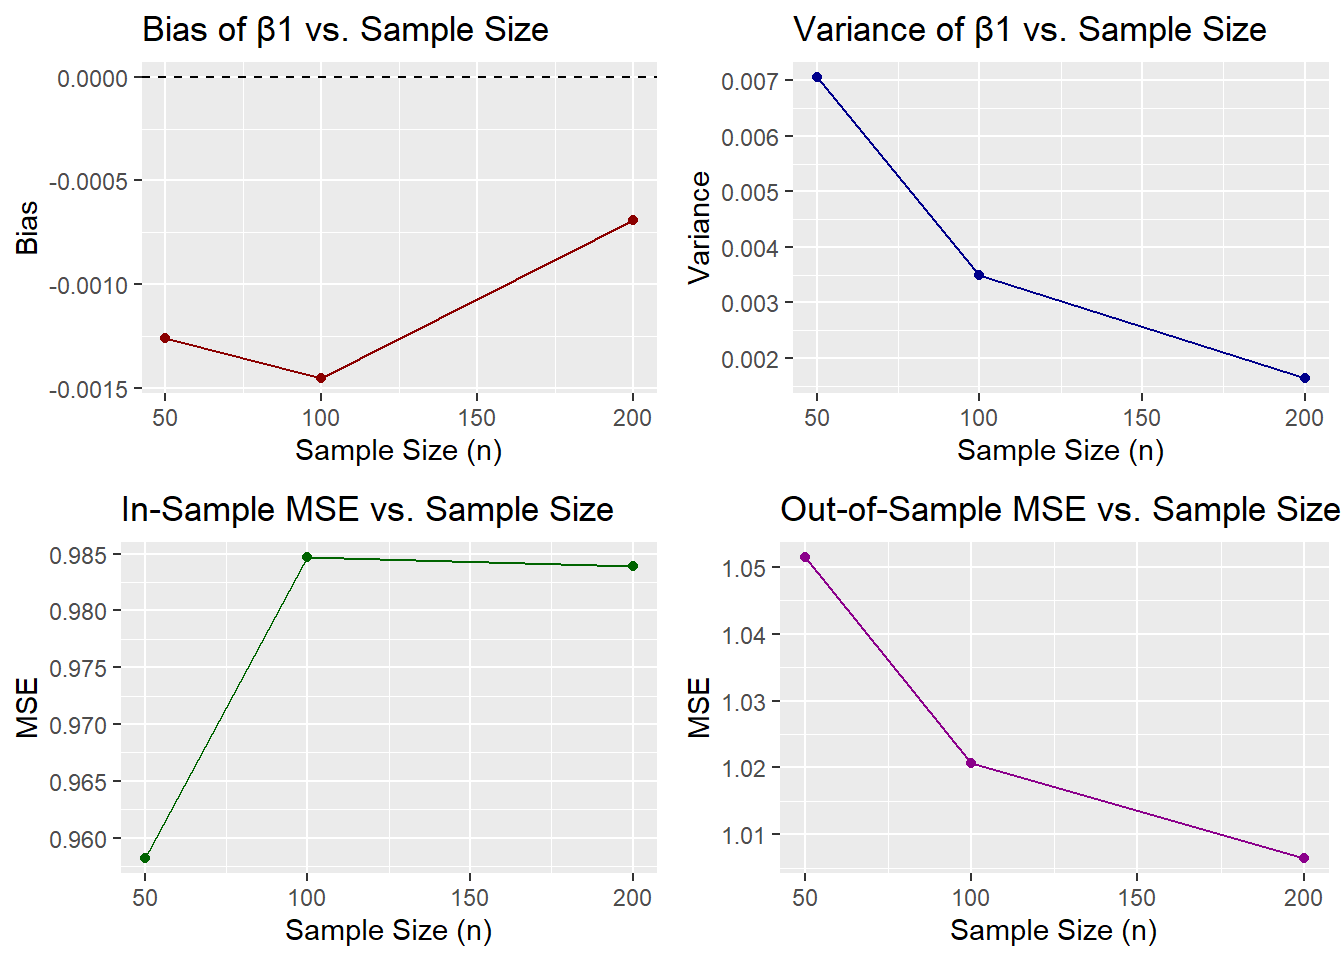 Bias of β1 vs. Sample Size
Bias
0.0000
-0.0005
-0.0010
-0.0015
50 100 150 200
Sample Size (n)
Variance of β1 vs. Sample Size
Variance
0.007
0.006
0.005
0.004
0.003
0.002
50 100 150 200
Sample Size (n)
In-Sample MSE vs. Sample Size
MSE
0.985
0.980
0.975
0.970
0.965
0.960
50 100 150 200
Sample Size (n)
Out-of-Sample MSE vs. Sample Size
MSE
1.05
1.04
1.03
1.02
1.01
50 100 150 200
Sample Size (n)